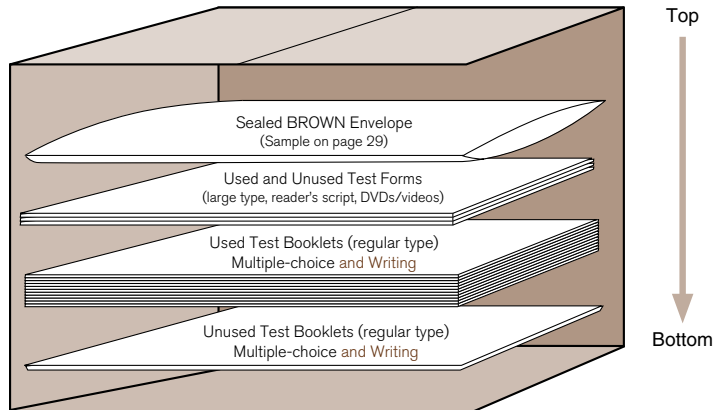 Top
Sealed BROWN Envelope
(Sample on page 29)
Used and Unused Test Forms
(large type, reader's script, DVDs/videos)
Used Test Booklets (regular type)
Multiple-choice and Writing
Unused Test Booklets (regular type)
Multiple-choice and Writing
Bottom